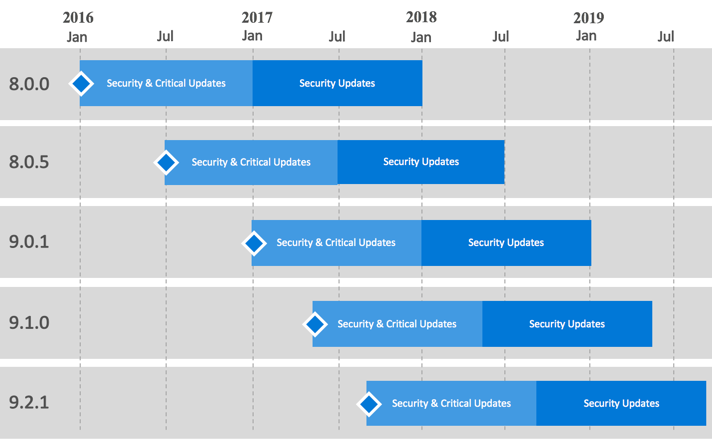 2016 2017 2018 2019
Jan Jul Jan Jul Jan Jul Jan Jul
8.0.0 Security & Critical Updates Security Updates
8.0.5 Security & Critical Updates Security Updates
9.0.1 Security & Critical Updates Security Updates
9.1.0 Security & Critical Updates Security Updates
9.2.1 Security & Critical Updates Security Updates